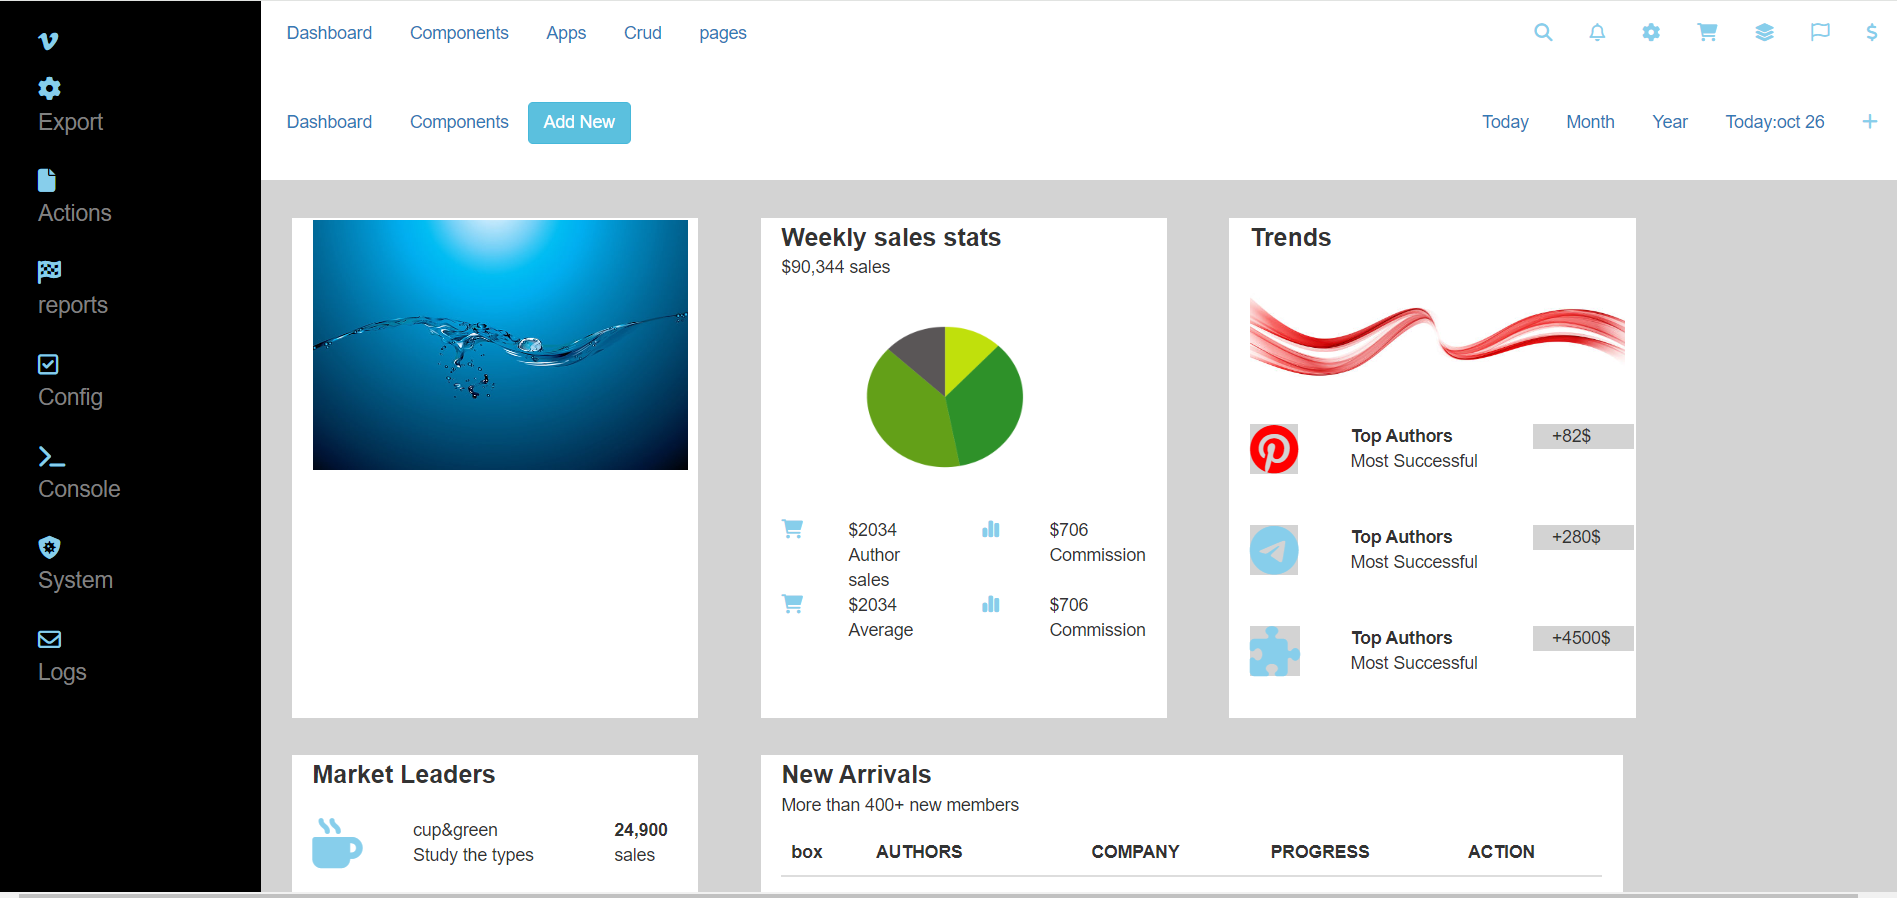 Dashboard Components Apps Crud pages
Export
Actions
reports
Config
Console
System
Logs
Dashboard Components Add New Today Month Year Today:oct 26
Weekly sales stats
$90,344 sales
$2034
Author
sales
$706
Commission
$2034
Average
$706
Commission
Trends
Top Authors +82$
Most Successful
Top Authors +280$
Most Successful
Top Authors +4500$
Most Successful
Market Leaders
cup&green 24,900
Study the types sales
New Arrivals
More than 400+ new members
box AUTHORS COMPANY PROGRESS ACTION